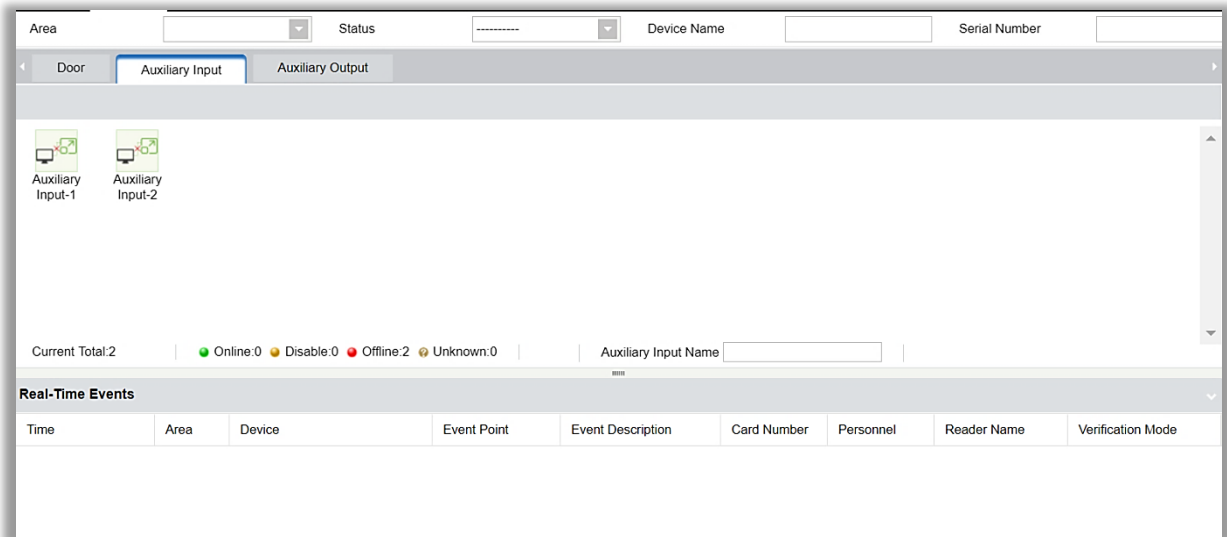 Area Status ---------- Device Name Serial Number
Door Auxiliary Input Auxiliary Output
Auxiliary Auxiliary
Input-1 Input-2
Current Total:2 Online:0 Disable:0 Offline:2 Unknown:0 Auxiliary Input Name
Real-Time Events
Time Area Device Event Point Event Description Card Number Personnel Reader Name Verification Mode